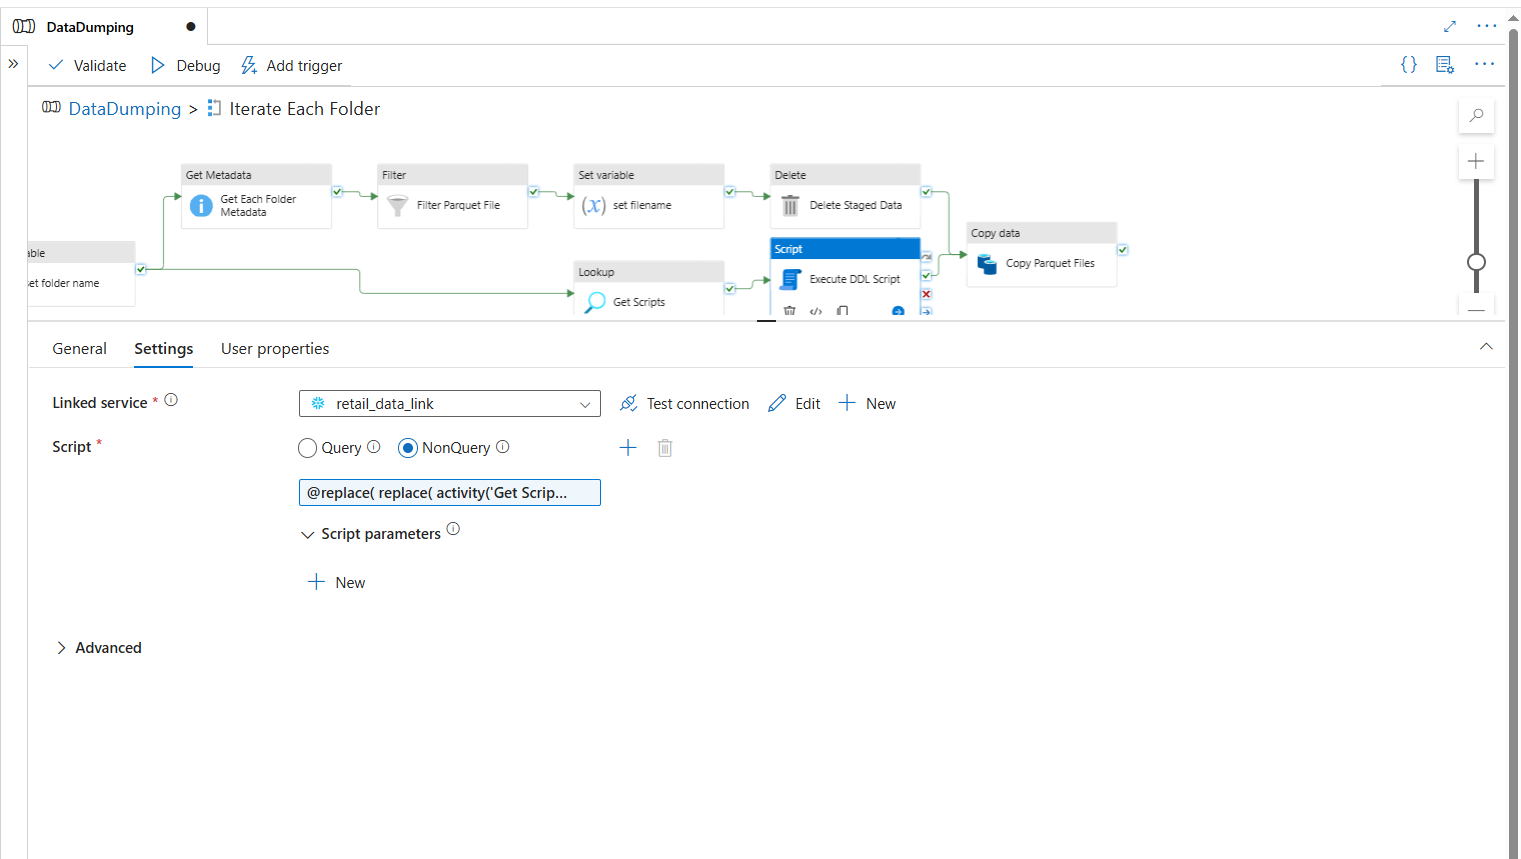 DataDumping
Validate
Debug
Add trigger
DataDumping > Iterate Each Folder
able
set folder name
Get Metadata
Get Each Folder
Metadata
Filter
Filter Parquet File
Set variable
(x) set filename
Delete
Delete Staged Data
Lookup
Get Scripts
Script
Execute DDL Script
Copy data
Copy Parquet Files
General
Settings
User properties
Linked service *
retail_data_link
Test connection
Edit
New
Script *
Query
NonQuery
@replace( replace( activity('Get Scrip...
Script parameters
New
Advanced